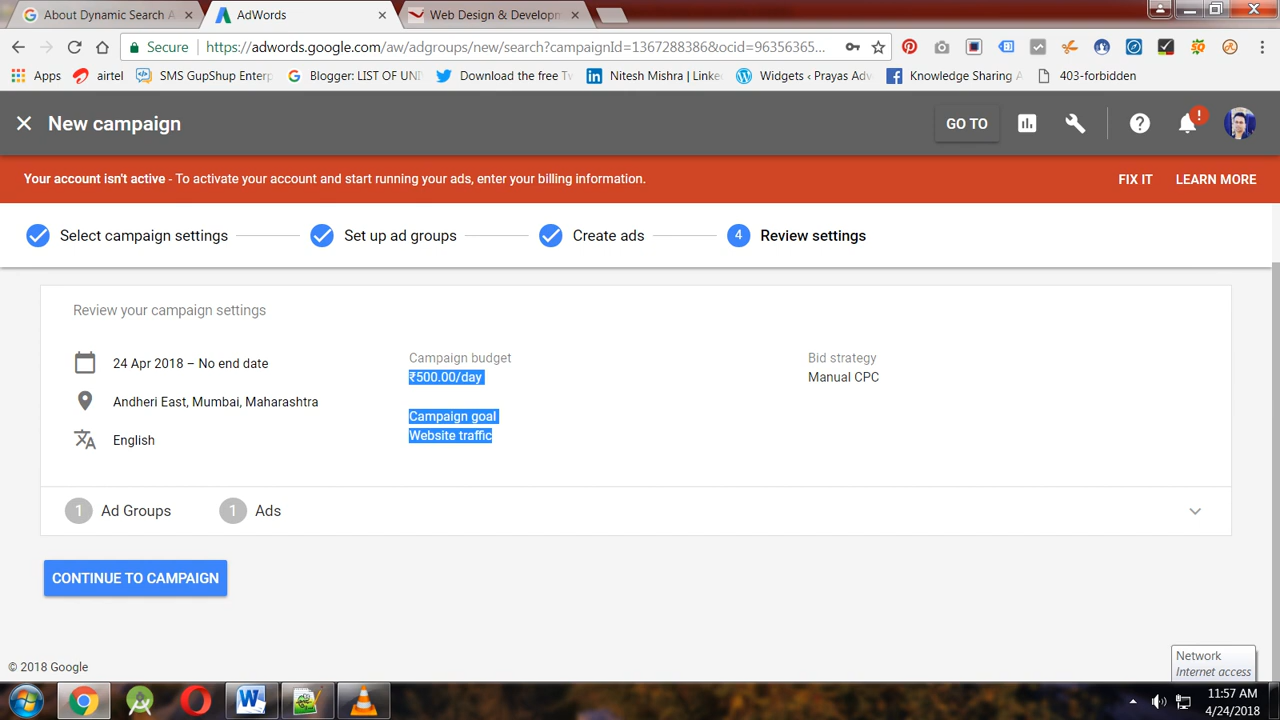 About Dynamic Search A
AdWords
Web Design & Develop
Secure
https://adwords.google.com/aw/adgroups/new/search?campaignId=1367288386&ocid=96356365...
Apps
airtel
SMS GupShup Enterp
Blogger: LIST OF UNI
Download the free Tw
Nitesh Mishra | Linke
Widgets ‹ Prayas Adv
Knowledge Sharing A
403-forbidden
New campaign
GO TO
!
Your account isn't active - To activate your account and start running your ads, enter your billing information.
FIX IT
LEARN MORE
Select campaign settings
Set up ad groups
Create ads
4
Review settings
Review your campaign settings
24 Apr 2018 – No end date
Andheri East, Mumbai, Maharashtra
English
Campaign budget
₹500.00/day
Campaign goal
Website traffic
Bid strategy
Manual CPC
1
Ad Groups
1
Ads
CONTINUE TO CAMPAIGN
© 2018 Google
Network
Internet access
11:57 AM
4/24/2018